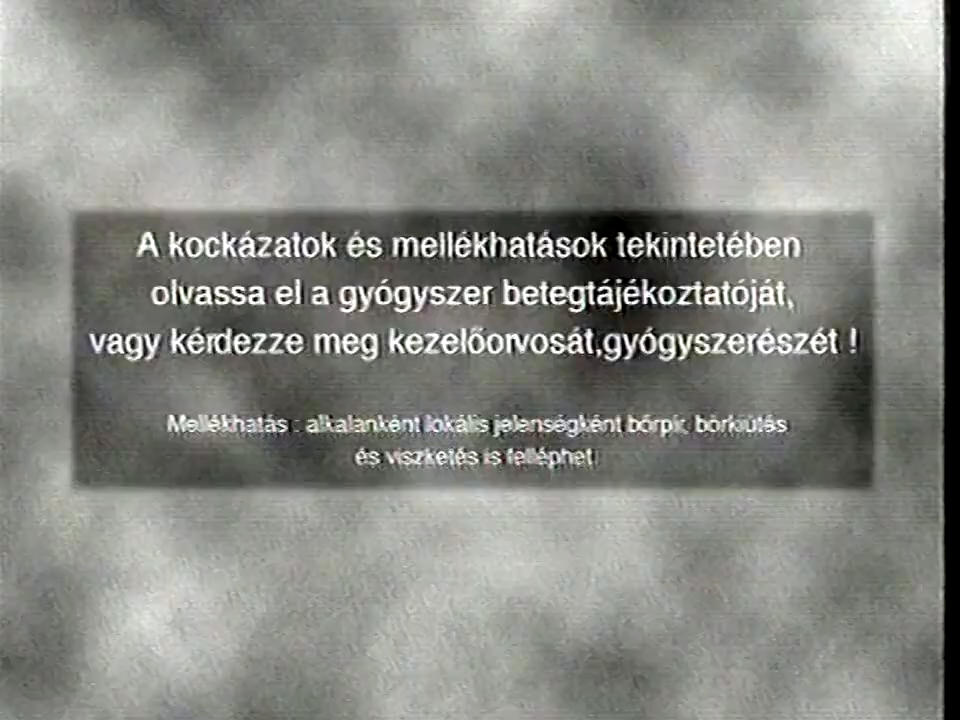 A kockázatok és mellékhatások tekintetében
olvassa el a gyógyszer betegtájékoztatóját,
vagy kérdezze meg kezelőorvosát,gyógyszerészét !
Mellékhatás : alkalanként lokális jelenségként bőrpír, bőrkiütés
és viszketés is felléphet